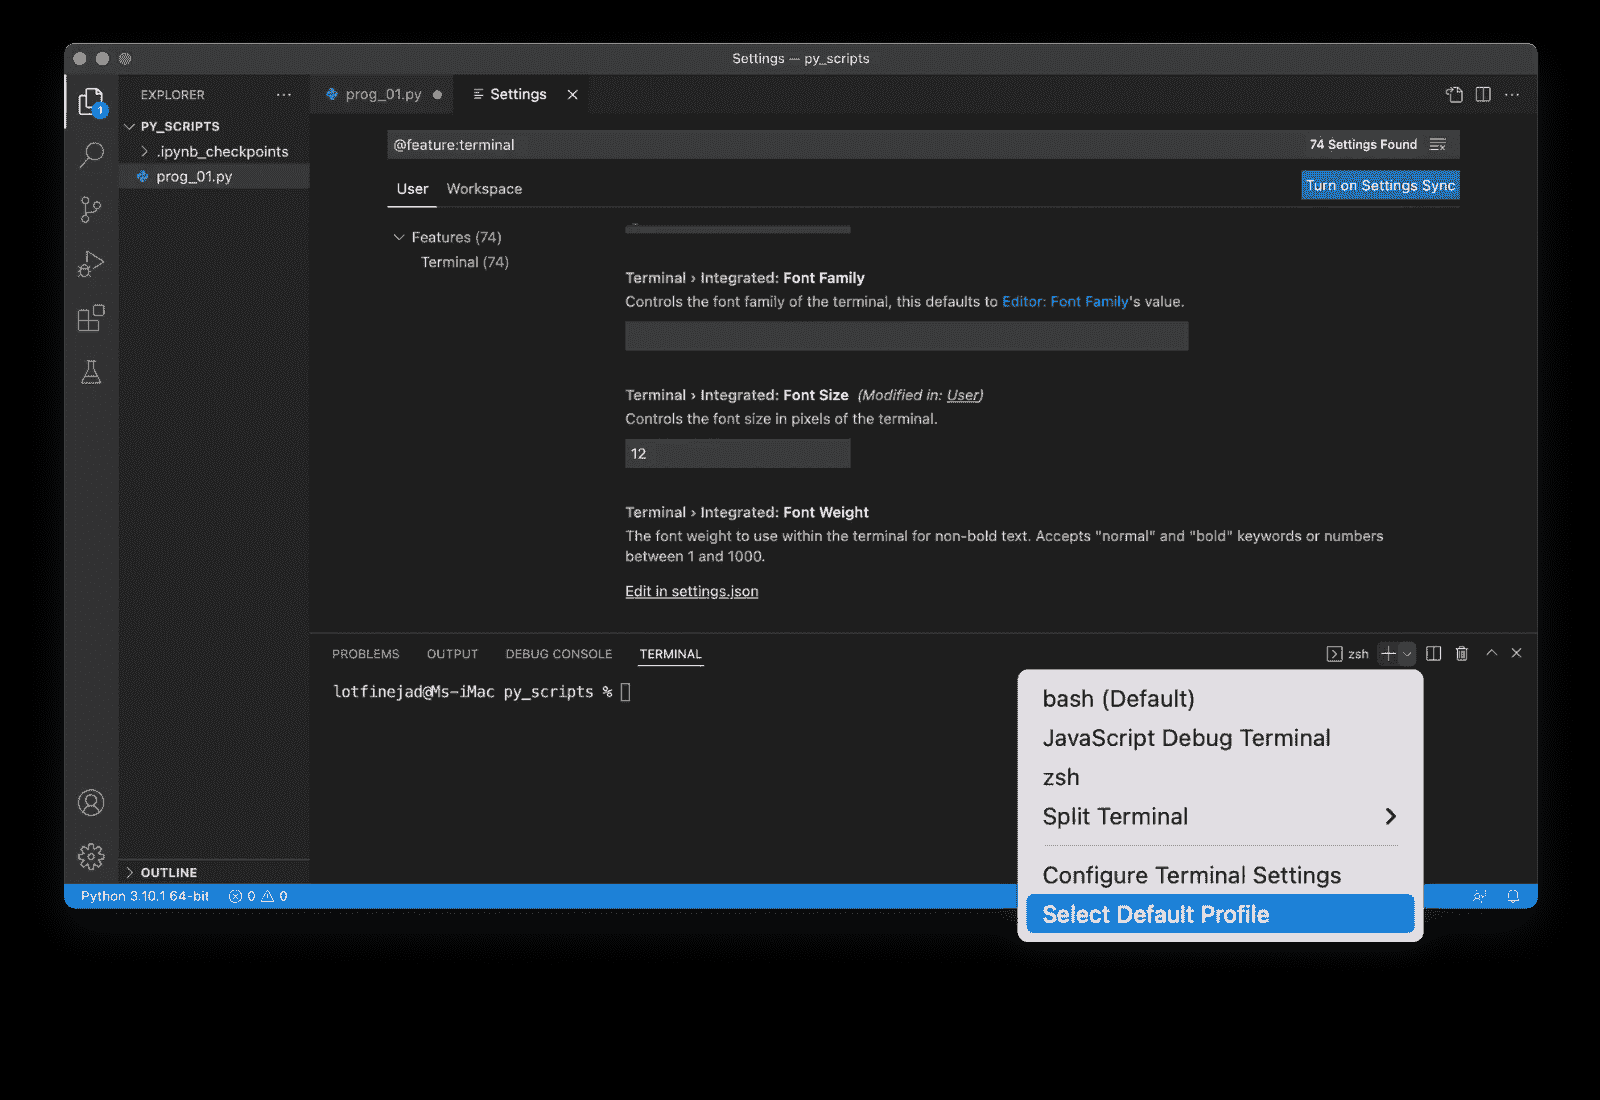 Settings — py_scripts
1
EXPLORER
prog_01.py
Settings
PY_SCRIPTS
.ipynb_checkpoints
prog_01.py
@feature:terminal
74 Settings Found
User
Workspace
Turn on Settings Sync
Features (74)
Terminal (74)
Terminal › Integrated: Font Family
Controls the font family of the terminal, this defaults to Editor: Font Family's value.
Terminal › Integrated: Font Size (Modified in: User)
Controls the font size in pixels of the terminal.
12
Terminal › Integrated: Font Weight
The font weight to use within the terminal for non-bold text. Accepts "normal" and "bold" keywords or numbers
between 1 and 1000.
Edit in settings.json
PROBLEMS
OUTPUT
DEBUG CONSOLE
TERMINAL
zsh
lotfinejad@Ms-iMac py_scripts %
bash (Default)
JavaScript Debug Terminal
zsh
Split Terminal
Configure Terminal Settings
Select Default Profile
OUTLINE
Python 3.10.1 64-bit
0
0